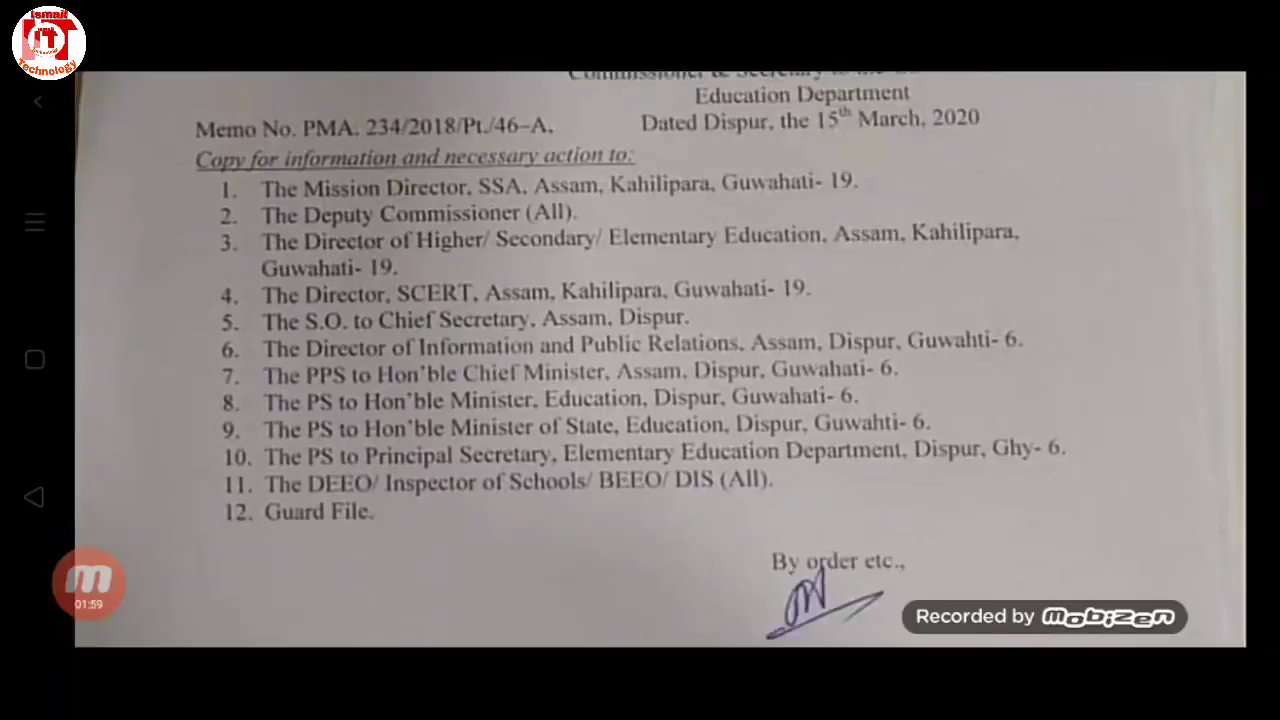 ismail
IT
Technology
Commissioner & Secretary to the
Education Department
Memo No. PMA. 234/2018/Pt./46-A, Dated Dispur, the 15th March, 2020
Copy for information and necessary action to:
1. The Mission Director, SSA, Assam, Kahilipara, Guwahati- 19.
2. The Deputy Commissioner (All).
3. The Director of Higher/ Secondary/ Elementary Education, Assam, Kahilipara,
Guwahati- 19.
4. The Director, SCERT, Assam, Kahilipara, Guwahati- 19.
5. The S.O. to Chief Secretary, Assam, Dispur.
6. The Director of Information and Public Relations, Assam, Dispur, Guwahti- 6.
7. The PPS to Hon'ble Chief Minister, Assam, Dispur, Guwahati- 6.
8. The PS to Hon'ble Minister, Education, Dispur, Guwahati- 6.
9. The PS to Hon'ble Minister of State, Education, Dispur, Guwahti- 6.
10. The PS to Principal Secretary, Elementary Education Department, Dispur, Ghy- 6.
11. The DEEO/ Inspector of Schools/ BEEO/ DIS (All).
12. Guard File.
By order etc.,
01:59
Recorded by mobizen